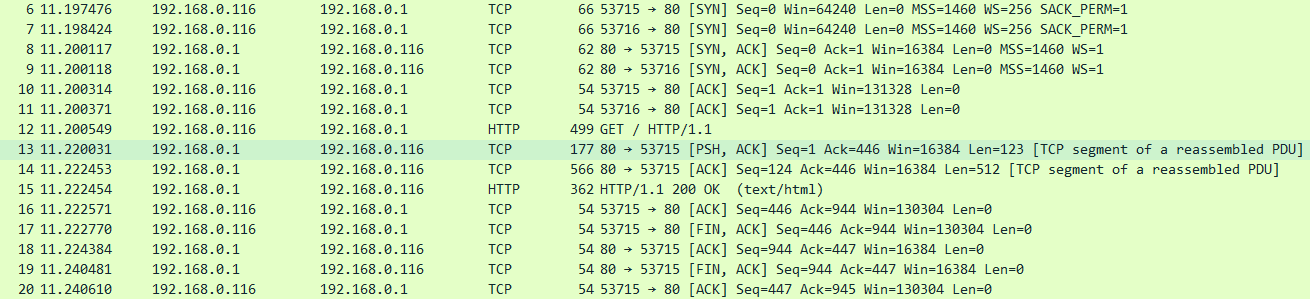 6 11.197476 192.168.0.116 192.168.0.1 TCP 66 53715 → 80 [SYN] Seq=0 Win=64240 Len=0 MSS=1460 WS=256 SACK_PERM=1
7 11.198424 192.168.0.116 192.168.0.1 TCP 66 53716 → 80 [SYN] Seq=0 Win=64240 Len=0 MSS=1460 WS=256 SACK_PERM=1
8 11.200117 192.168.0.1 192.168.0.116 TCP 62 80 → 53715 [SYN, ACK] Seq=0 Ack=1 Win=16384 Len=0 MSS=1460 WS=1
9 11.200118 192.168.0.1 192.168.0.116 TCP 62 80 → 53716 [SYN, ACK] Seq=0 Ack=1 Win=16384 Len=0 MSS=1460 WS=1
10 11.200314 192.168.0.116 192.168.0.1 TCP 54 53715 → 80 [ACK] Seq=1 Ack=1 Win=131328 Len=0
11 11.200371 192.168.0.116 192.168.0.1 TCP 54 53716 → 80 [ACK] Seq=1 Ack=1 Win=131328 Len=0
12 11.200549 192.168.0.116 192.168.0.1 HTTP 499 GET / HTTP/1.1
13 11.220031 192.168.0.1 192.168.0.116 TCP 177 80 → 53715 [PSH, ACK] Seq=1 Ack=446 Win=16384 Len=123 [TCP segment of a reassembled PDU]
14 11.222453 192.168.0.1 192.168.0.116 TCP 566 80 → 53715 [ACK] Seq=124 Ack=446 Win=16384 Len=512 [TCP segment of a reassembled PDU]
15 11.222454 192.168.0.1 192.168.0.116 HTTP 362 HTTP/1.1 200 OK (text/html)
16 11.222571 192.168.0.116 192.168.0.1 TCP 54 53715 → 80 [ACK] Seq=446 Ack=944 Win=130304 Len=0
17 11.222770 192.168.0.116 192.168.0.1 TCP 54 53715 → 80 [FIN, ACK] Seq=446 Ack=944 Win=130304 Len=0
18 11.224384 192.168.0.1 192.168.0.116 TCP 54 80 → 53715 [ACK] Seq=944 Ack=447 Win=16384 Len=0
19 11.240481 192.168.0.1 192.168.0.116 TCP 54 80 → 53715 [FIN, ACK] Seq=944 Ack=447 Win=16384 Len=0
20 11.240610 192.168.0.116 192.168.0.1 TCP 54 53715 → 80 [ACK] Seq=447 Ack=945 Win=130304 Len=0